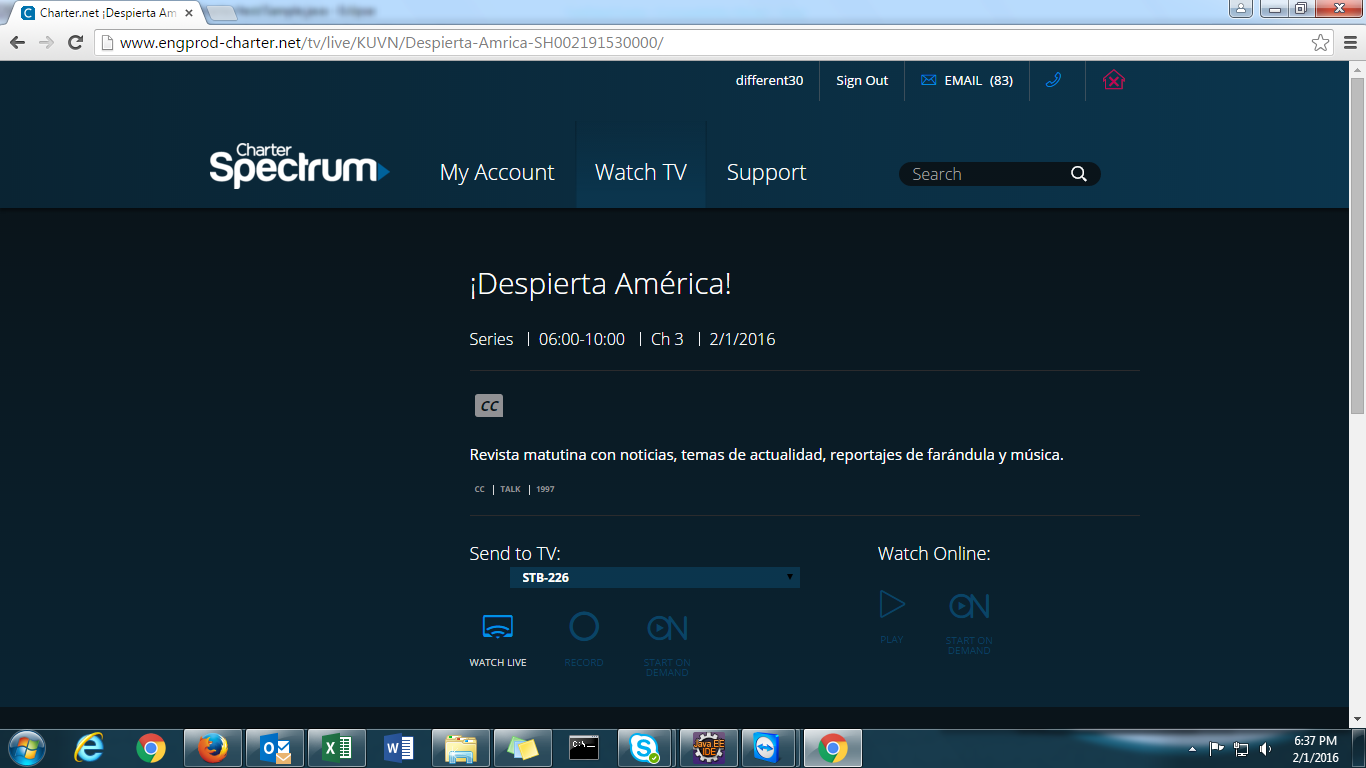 Charter.net ¡Despierta Am
www.engprod-charter.net/tv/live/KUVN/Despierta-Amrica-SH002191530000/
different30
Sign Out
EMAIL (83)
Charter
Spectrum
My Account
Watch TV
Support
Search
¡Despierta América!
Series | 06:00-10:00 | Ch 3 | 2/1/2016
CC
Revista matutina con noticias, temas de actualidad, reportajes de farándula y música.
CC | TALK | 1997
Send to TV:
Watch Online:
STB-226
WATCH LIVE
RECORD
START ON
DEMAND
PLAY
START ON
DEMAND
Java EE
IDE
6:37 PM
2/1/2016